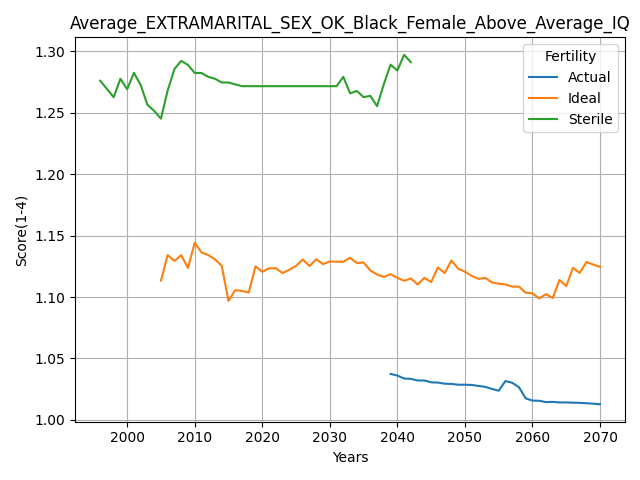 Average_EXTRAMARITAL_SEX_OK_Black_Female_Above_Average_IQ
Score(1-4)
1.30
1.25
1.20
1.15
1.10
1.05
1.00
Fertility
Actual
Ideal
Sterile
2000
2010
2020
2030
2040
2050
2060
2070
Years